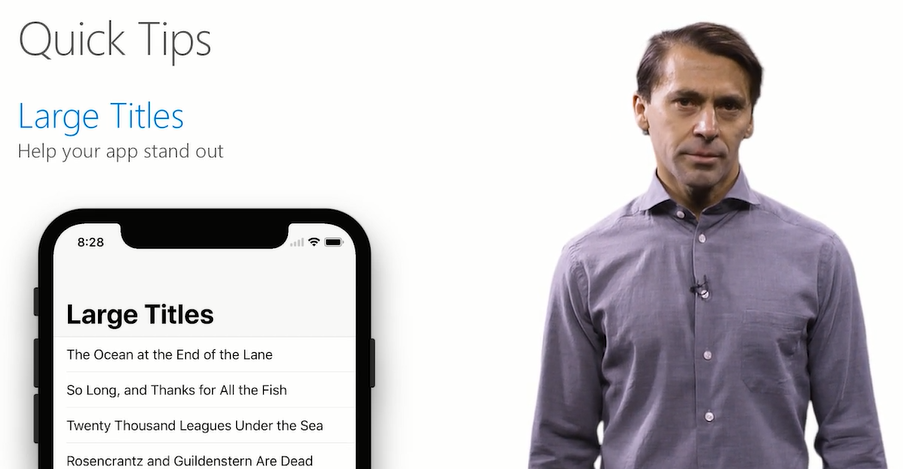 Quick Tips
Large Titles
Help your app stand out
8:28
Large Titles
The Ocean at the End of the Lane
So Long, and Thanks for All the Fish
Twenty Thousand Leagues Under the Sea
Rosencrantz and Guildenstern Are Dead